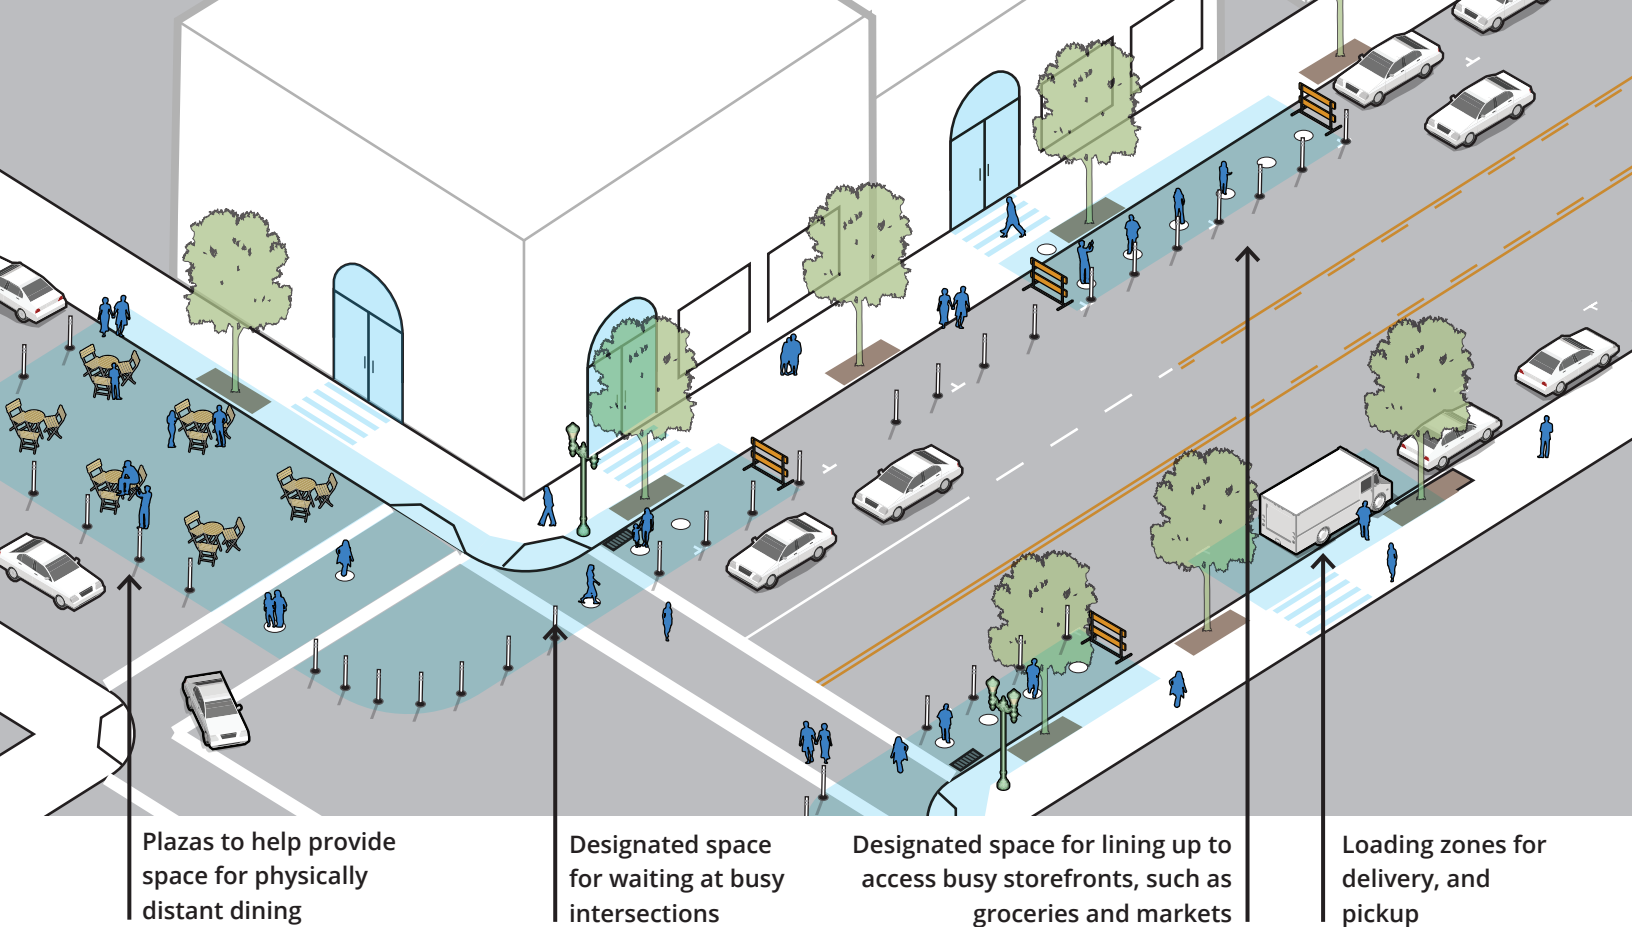 Plazas to help provide
space for physically
distant dining
Designated space
for waiting at busy
intersections
Designated space for lining up to
access busy storefronts, such as
groceries and markets
Loading zones for
delivery, and
pickup